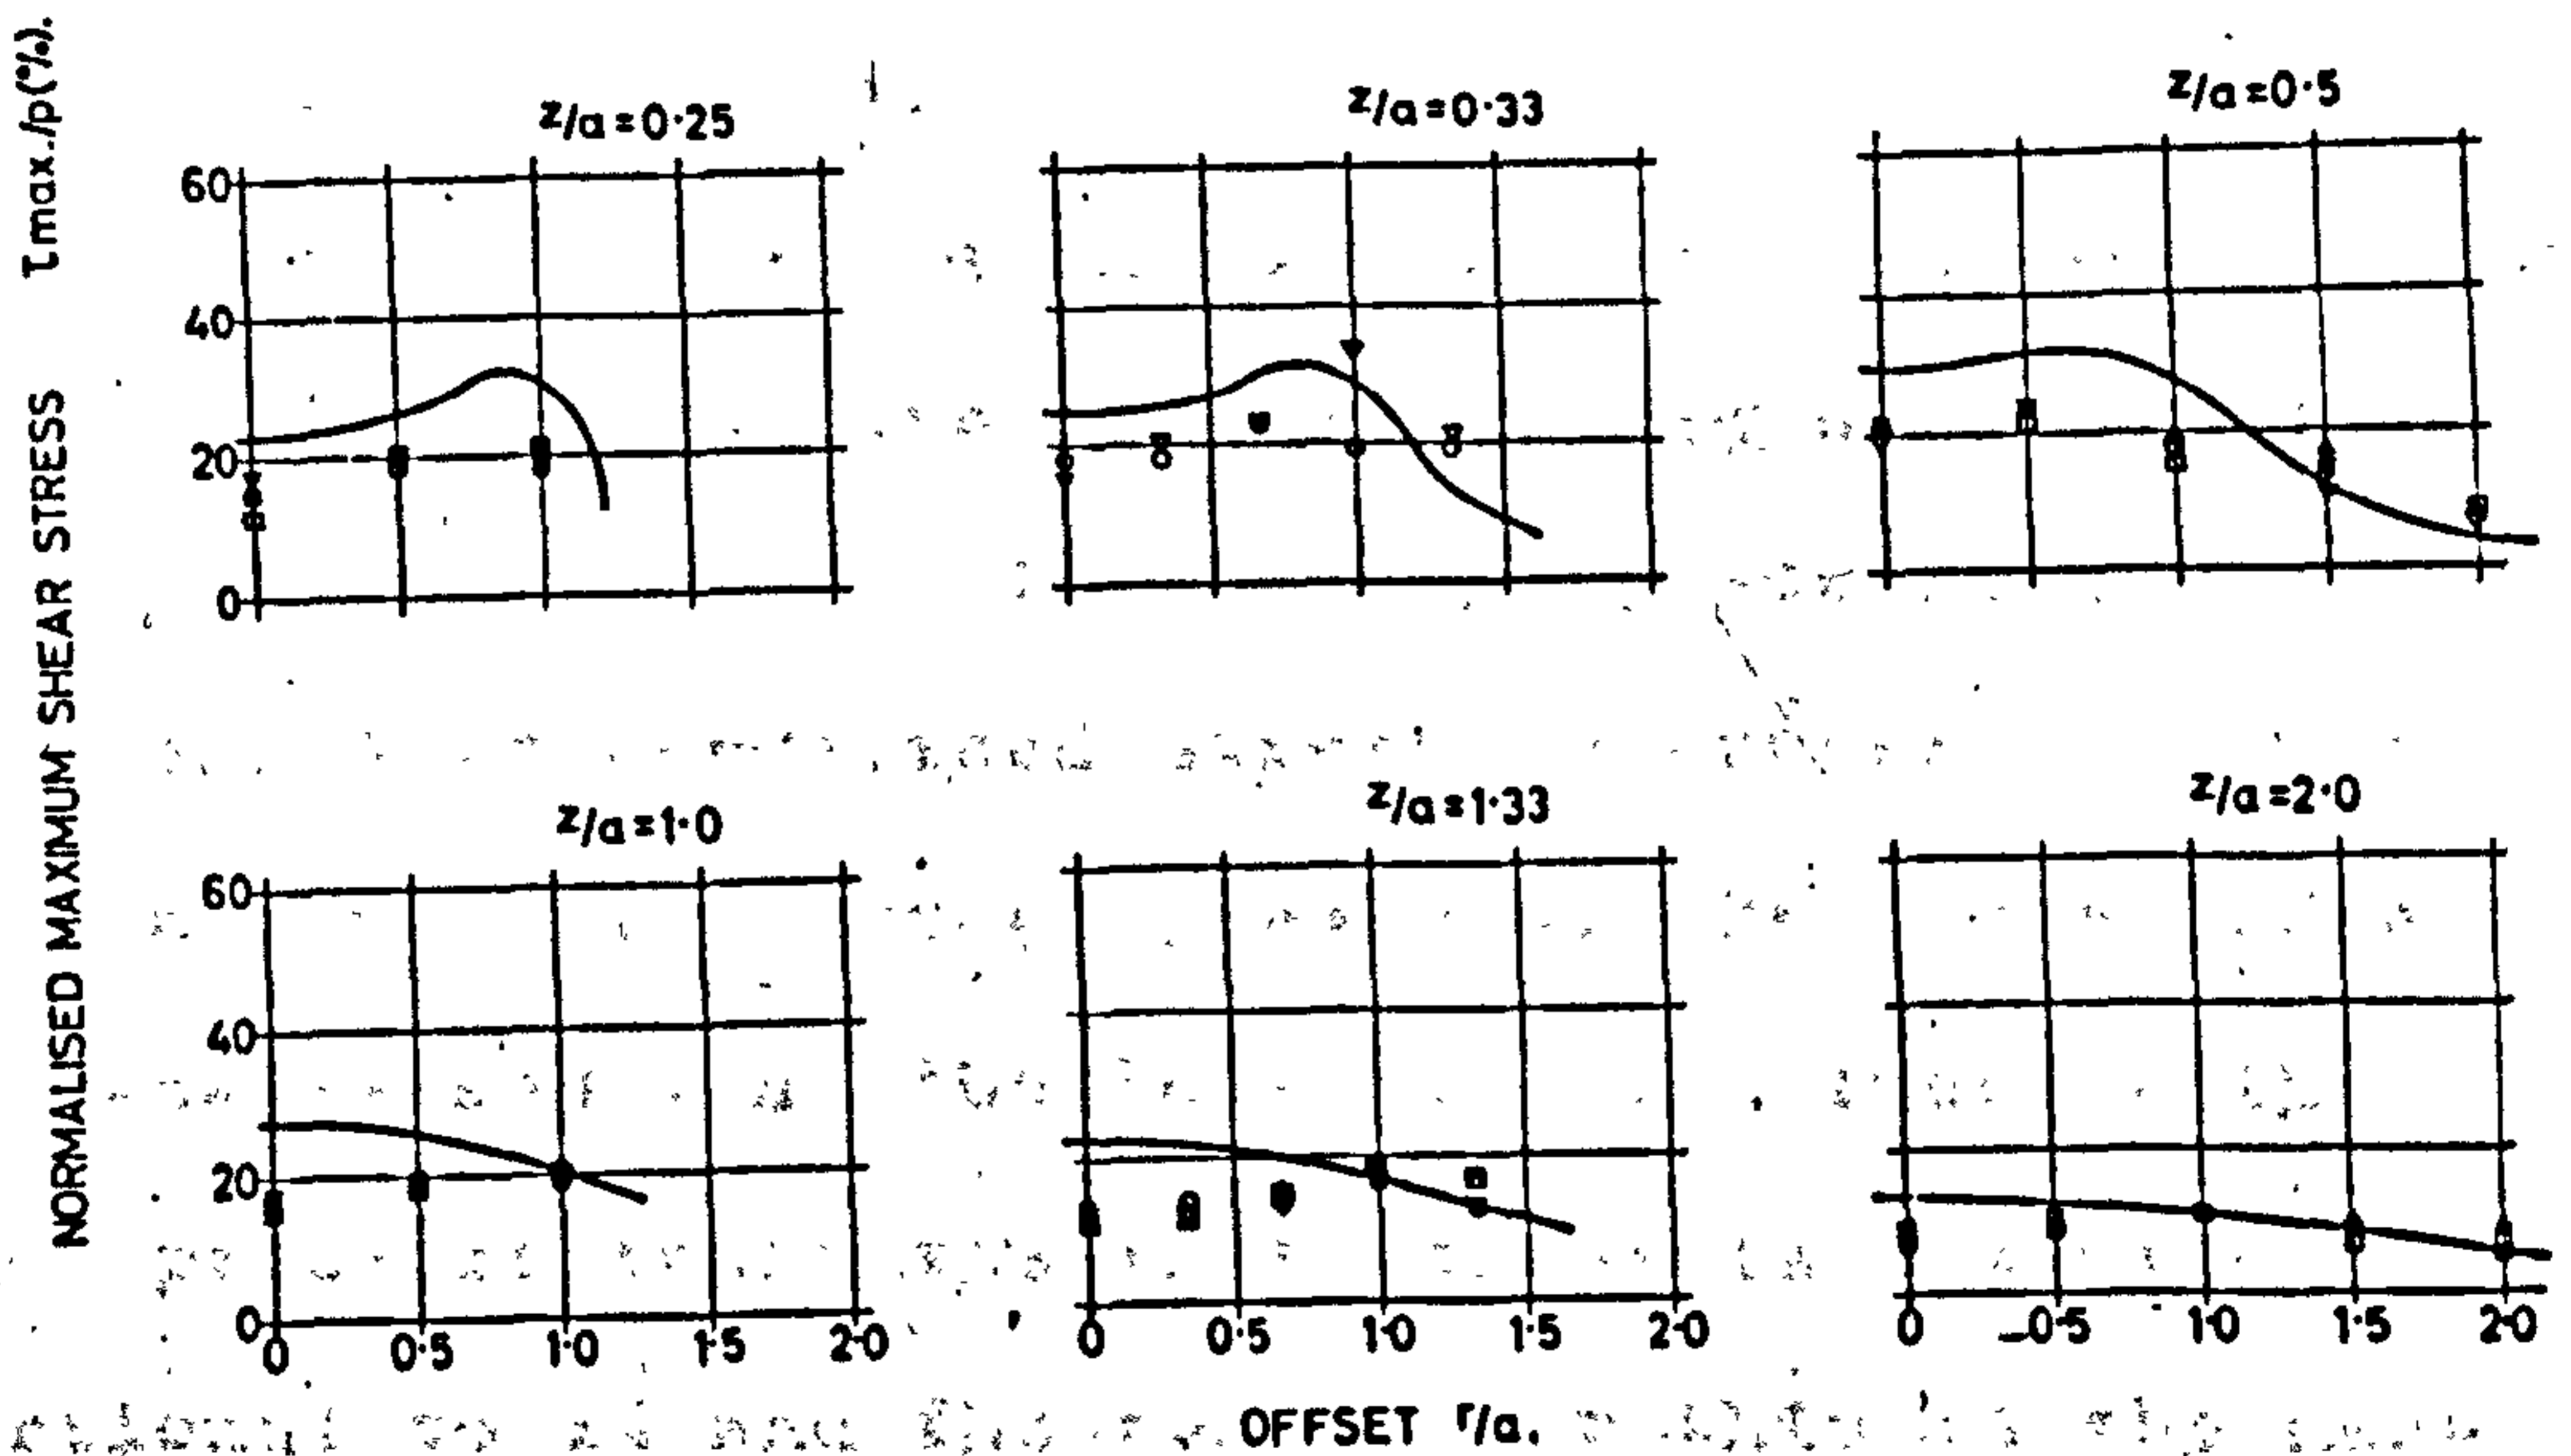 NORMALISED MAXIMUM SHEAR STRESS τmax./p(%).
z/a=0·25
z/a=0·33
z/a=0·5
60
40
20
0
z/a=1·0
z/a=1·33
z/a=2·0
60
40
20
0
0 0·5 1·0 1·5 2·0
0 0·5 1·0 1·5 2·0
0 0·5 1·0 1·5 2·0
OFFSET r/a.